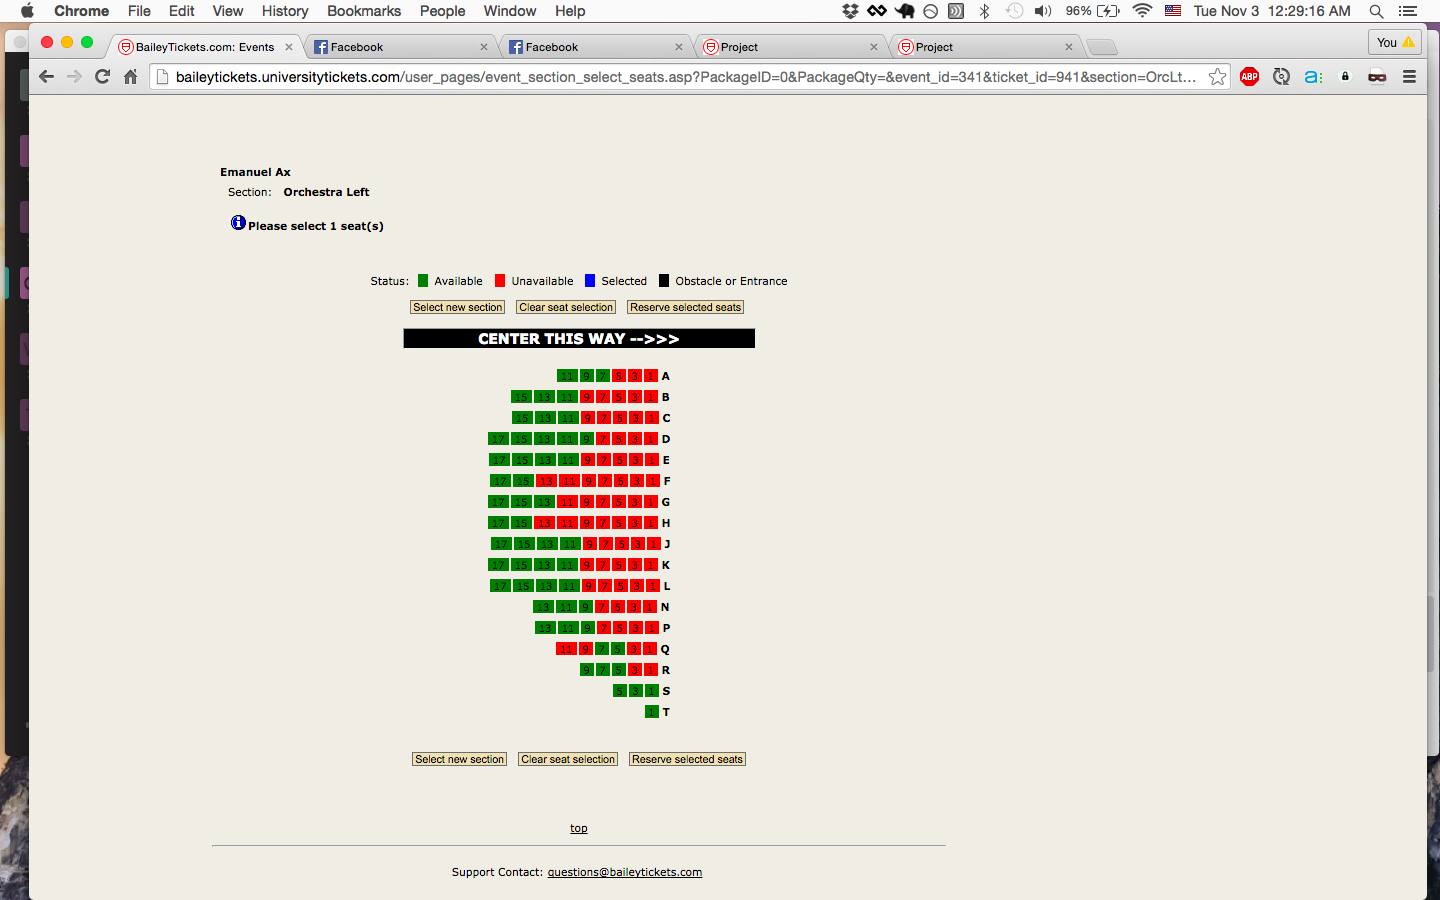 Chrome File Edit View History Bookmarks People Window Help 96% Tue Nov 3 12:29:16 AM
BaileyTickets.com: Events Facebook Facebook Project Project You
baileytickets.universitytickets.com/user_pages/event_section_select_seats.asp?PackageID=0&PackageQty=&event_id=341&ticket_id=941&section=OrcLt... ABP a:
Emanuel Ax
Section: Orchestra Left
Please select 1 seat(s)
Status: Available Unavailable Selected Obstacle or Entrance
Select new section Clear seat selection Reserve selected seats
CENTER THIS WAY -->>>
11 9 7 5 3 1 A
15 13 11 9 7 5 3 1 B
15 13 11 9 7 5 3 1 C
17 15 13 11 9 7 5 3 1 D
17 15 13 11 9 7 5 3 1 E
17 15 13 11 9 7 5 3 1 F
17 15 13 11 9 7 5 3 1 G
17 15 13 11 9 7 5 3 1 H
17 15 13 11 9 7 5 3 1 J
17 15 13 11 9 7 5 3 1 K
17 15 13 11 9 7 5 3 1 L
13 11 9 7 5 3 1 N
13 11 9 7 5 3 1 P
11 9 7 5 3 1 Q
9 7 5 3 1 R
5 3 1 S
1 T
Select new section Clear seat selection Reserve selected seats
top
Support Contact: questions@baileytickets.com